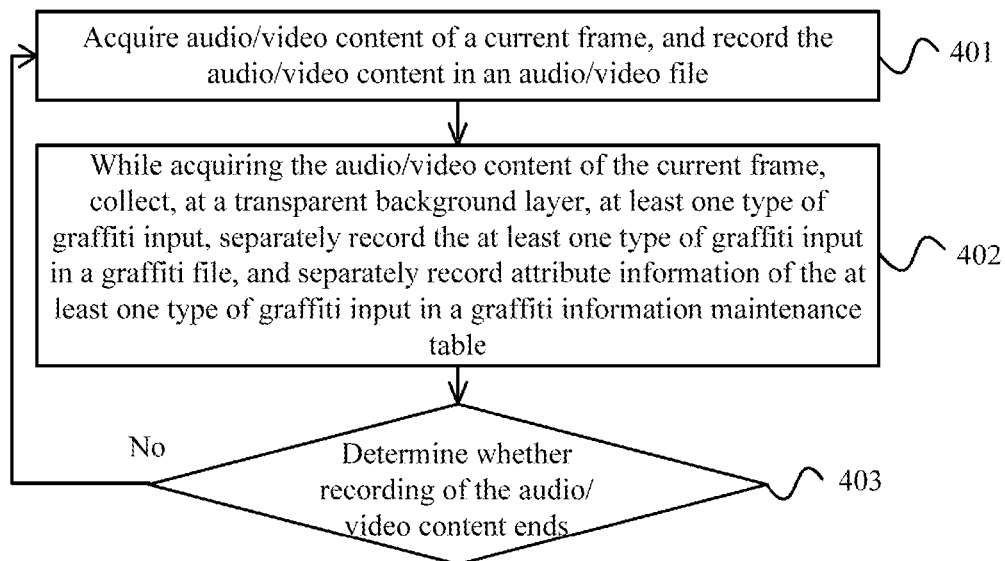 Acquire audio/video content of a current frame, and record the
audio/video content in an audio/video file
401
While acquiring the audio/video content of the current frame,
collect, at a transparent background layer, at least one type of
graffiti input, separately record the at least one type of graffiti input
in a graffiti file, and separately record attribute information of the at
least one type of graffiti input in a graffiti information maintenance
table
402
No
Determine whether
recording of the audio/
video content ends
403